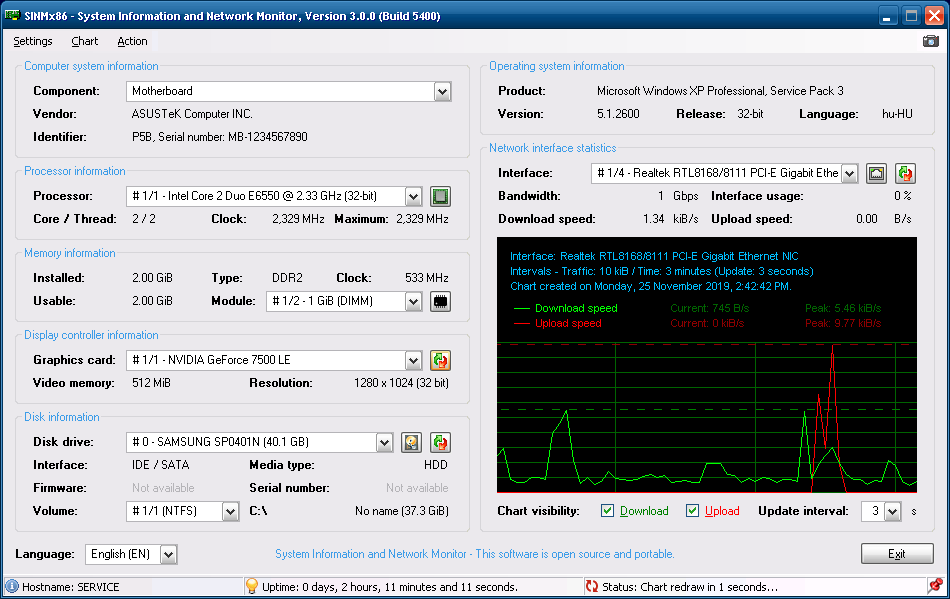 SINMx86 - System Information and Network Monitor, Version 3.0.0 (Build 5400)
Settings Chart Action
Computer system information
Component: Motherboard
Vendor: ASUSTeK Computer INC.
Identifier: P5B, Serial number: MB-1234567890
Processor information
Processor: # 1/1 - Intel Core 2 Duo E6550 @ 2.33 GHz (32-bit)
Core / Thread: 2 / 2 Clock: 2,329 MHz Maximum: 2,329 MHz
Memory information
Installed: 2.00 GiB Type: DDR2 Clock: 533 MHz
Usable: 2.00 GiB Module: # 1/2 - 1 GiB (DIMM)
Display controller information
Graphics card: # 1/1 - NVIDIA GeForce 7500 LE
Video memory: 512 MiB Resolution: 1280 x 1024 (32 bit)
Disk information
Disk drive: # 0 - SAMSUNG SP0401N (40.1 GB)
Interface: IDE / SATA Media type: HDD
Firmware: Not available Serial number: Not available
Volume: # 1/1 (NTFS) C:\ No name (37.3 GiB)
Operating system information
Product: Microsoft Windows XP Professional, Service Pack 3
Version: 5.1.2600 Release: 32-bit Language: hu-HU
Network interface statistics
Interface: # 1/4 - Realtek RTL8168/8111 PCI-E Gigabit Ethe
Bandwidth: 1 Gbps Interface usage: 0 %
Download speed: 1.34 kiB/s Upload speed: 0.00 B/s
Interface: Realtek RTL8168/8111 PCI-E Gigabit Ethernet NIC
Intervals - Traffic: 10 kiB / Time: 3 minutes (Update: 3 seconds)
Chart created on Monday, 25 November 2019, 2:42:42 PM.
Download speed Current: 745 B/s Peak: 5.46 kiB/s
Upload speed Current: 0 kiB/s Peak: 9.77 kiB/s
Chart visibility: Download Upload Update interval: 3 s
Language: English (EN) System Information and Network Monitor - This software is open source and portable. Exit
Hostname: SERVICE Uptime: 0 days, 2 hours, 11 minutes and 11 seconds. Status: Chart redraw in 1 seconds...